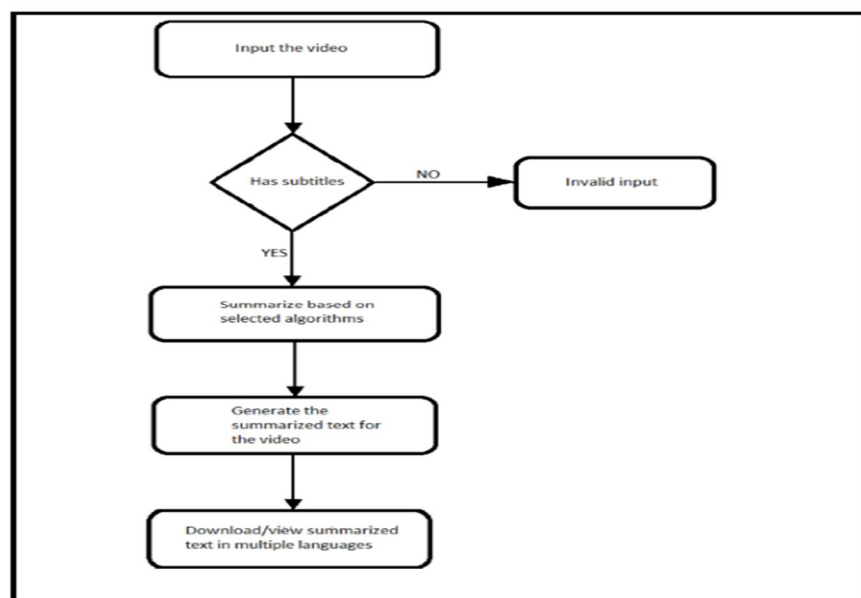 Input the video
Has subtitles
NO
Invalid input
YES
Summarize based on
selected algorithms
Generate the
summarized text for
the video
Download/view summarized
text in multiple languages